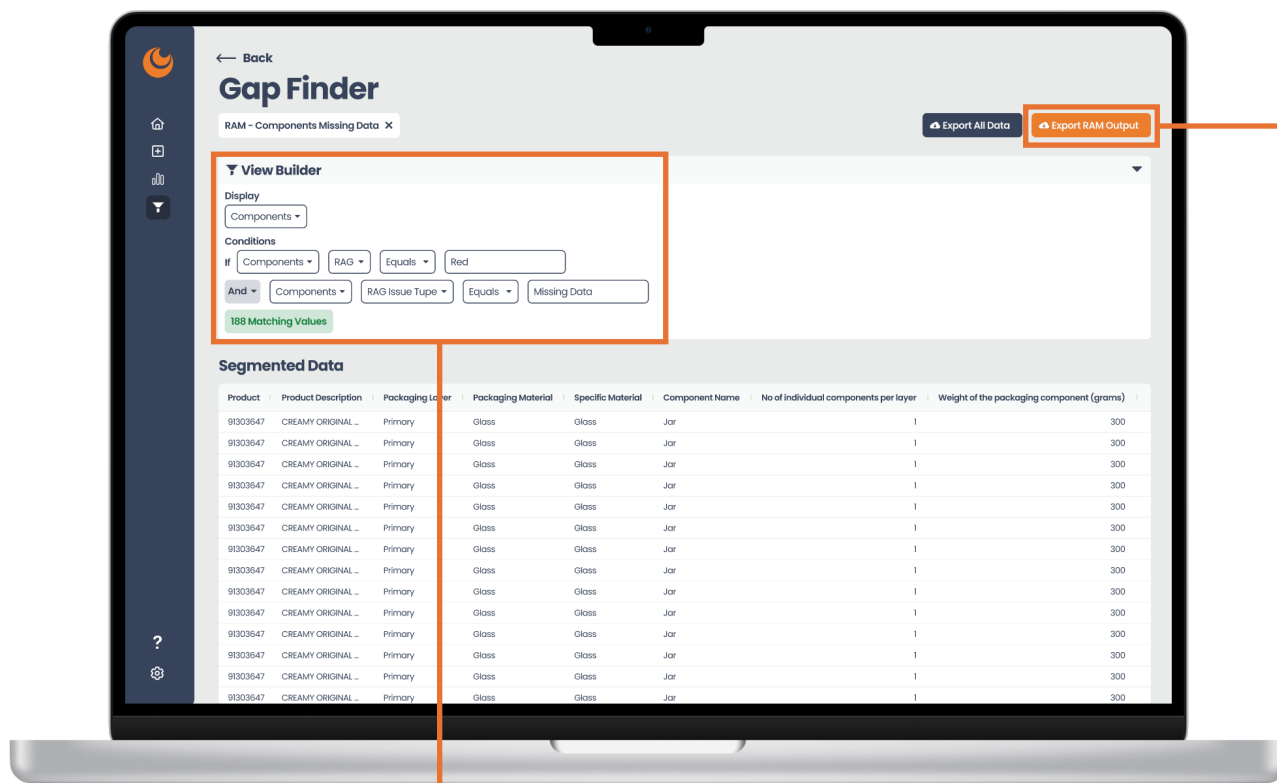 Back
Gap Finder
RAM - Components Missing Data ✕
Export All Data Export RAM Output
View Builder
Display
Components
Conditions
If Components RAG Equals Red
And Components RAG Issue Tupe Equals Missing Data
188 Matching Values
Segmented Data
Product Product Description Packaging Layer Packaging Material Specific Material Component Name No of individual components per layer Weight of the packaging component (grams)
91303647 CREAMY ORIGINAL ... Primary Glass Glass Jar 1 300
91303647 CREAMY ORIGINAL ... Primary Glass Glass Jar 1 300
91303647 CREAMY ORIGINAL ... Primary Glass Glass Jar 1 300
91303647 CREAMY ORIGINAL ... Primary Glass Glass Jar 1 300
91303647 CREAMY ORIGINAL ... Primary Glass Glass Jar 1 300
91303647 CREAMY ORIGINAL ... Primary Glass Glass Jar 1 300
91303647 CREAMY ORIGINAL ... Primary Glass Glass Jar 1 300
91303647 CREAMY ORIGINAL ... Primary Glass Glass Jar 1 300
91303647 CREAMY ORIGINAL ... Primary Glass Glass Jar 1 300
91303647 CREAMY ORIGINAL ... Primary Glass Glass Jar 1 300
91303647 CREAMY ORIGINAL ... Primary Glass Glass Jar 1 300
91303647 CREAMY ORIGINAL ... Primary Glass Glass Jar 1 300
91303647 CREAMY ORIGINAL ... Primary Glass Glass Jar 1 300
91303647 CREAMY ORIGINAL ... Primary Glass Glass Jar 1 300
?